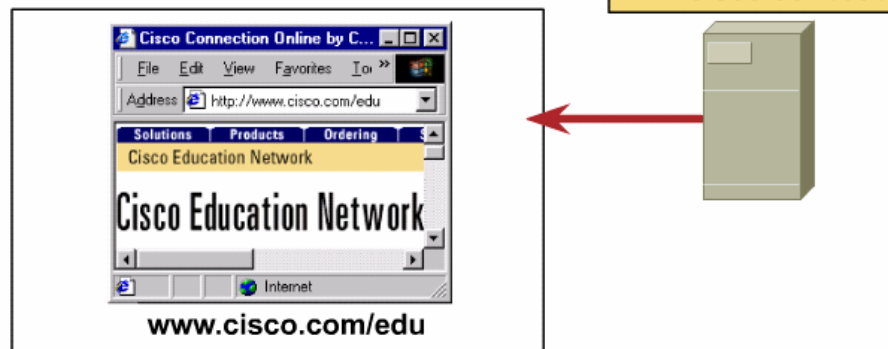 Cisco Connection Online by C...
File Edit View Favorites
Address http://www.cisco.com/edu
Solutions Products Ordering
Cisco Education Network
Cisco Education Network
Internet
www.cisco.com/edu